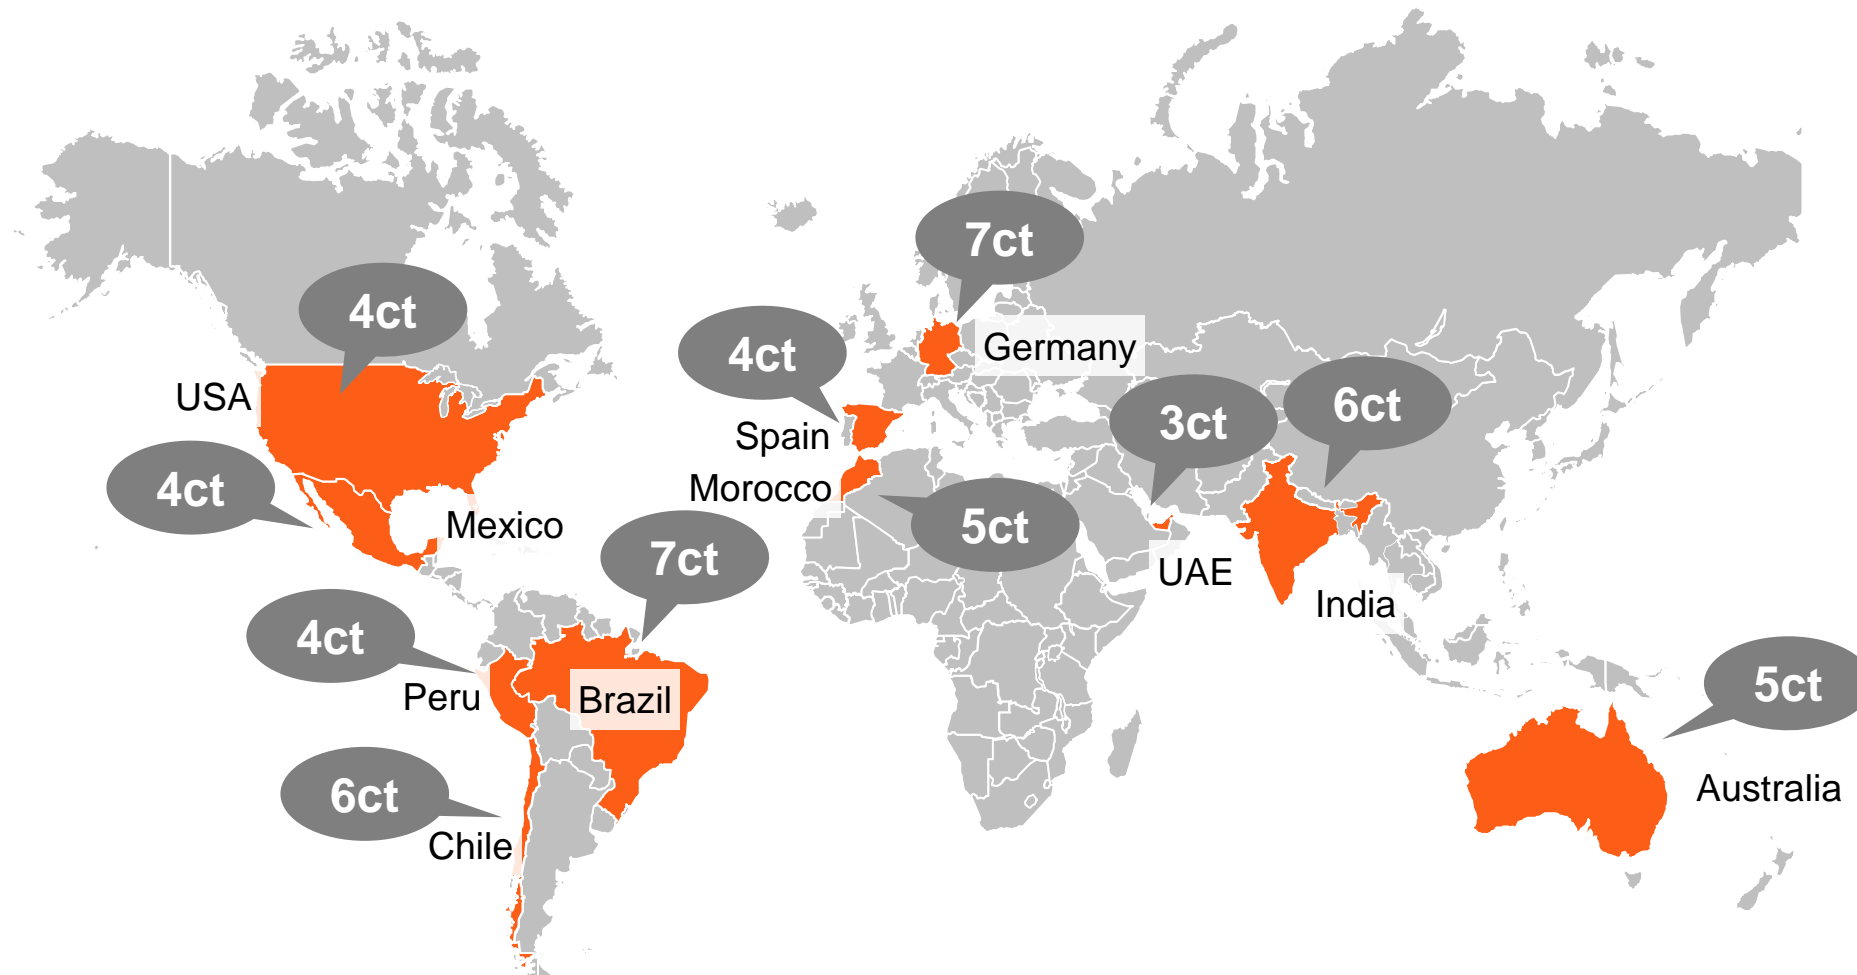 7ct
4ct
Germany
4ct
USA
3ct
6ct
Spain
4ct
Morocco
Mexico
5ct
7ct
UAE
India
4ct
Peru
Brazil
5ct
6ct
Australia
Chile